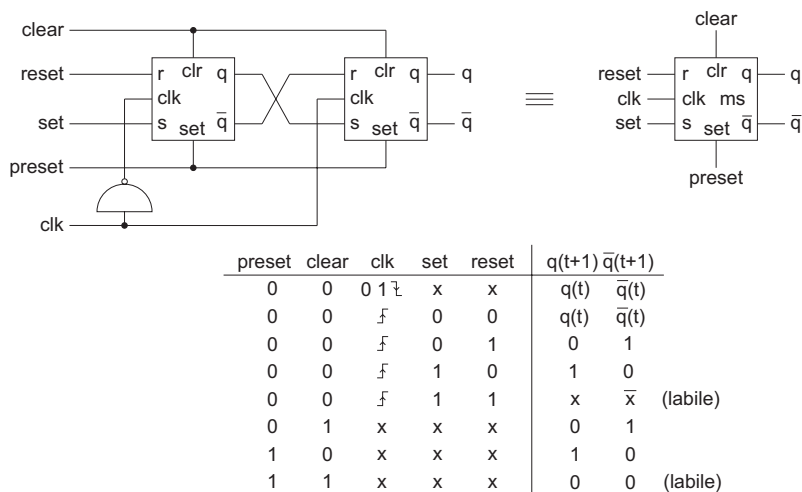 clear
reset
set
preset
clk
r clr q
clk
s set q̅
r clr q
clk
s set q̅
q
q̅
≡
clear
reset
clk
set
r clr q
clk ms
s set q̅
q
q̅
preset
preset clear clk set reset q(t+1) q̅(t+1)
0 0 0 1 x x q(t) q̅(t)
0 0 0 0 q(t) q̅(t)
0 0 0 1 0 1
0 0 1 0 1 0
0 0 1 1 x x̅ (labile)
0 1 x x x 0 1
1 0 x x x 1 0
1 1 x x x 0 0 (labile)